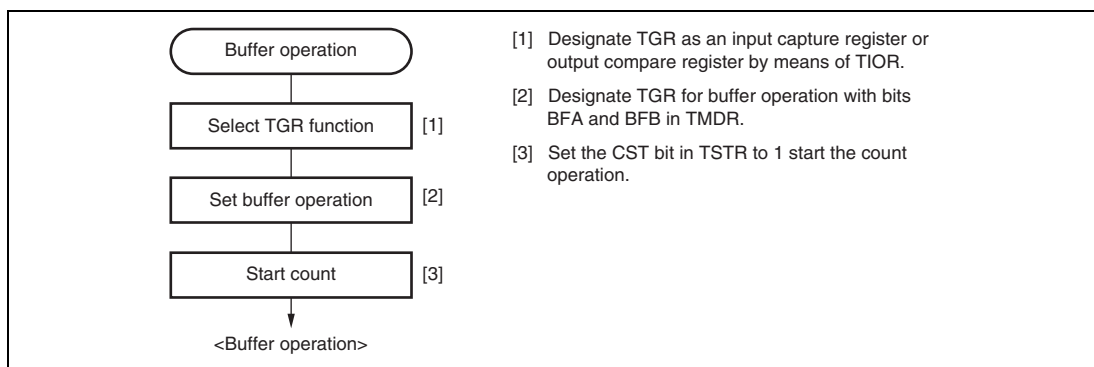 Buffer operation
Select TGR function
[1]
Set buffer operation
[2]
Start count
[3]
<Buffer operation>
[1] Designate TGR as an input capture register or
output compare register by means of TIOR.
[2] Designate TGR for buffer operation with bits
BFA and BFB in TMDR.
[3] Set the CST bit in TSTR to 1 start the count
operation.